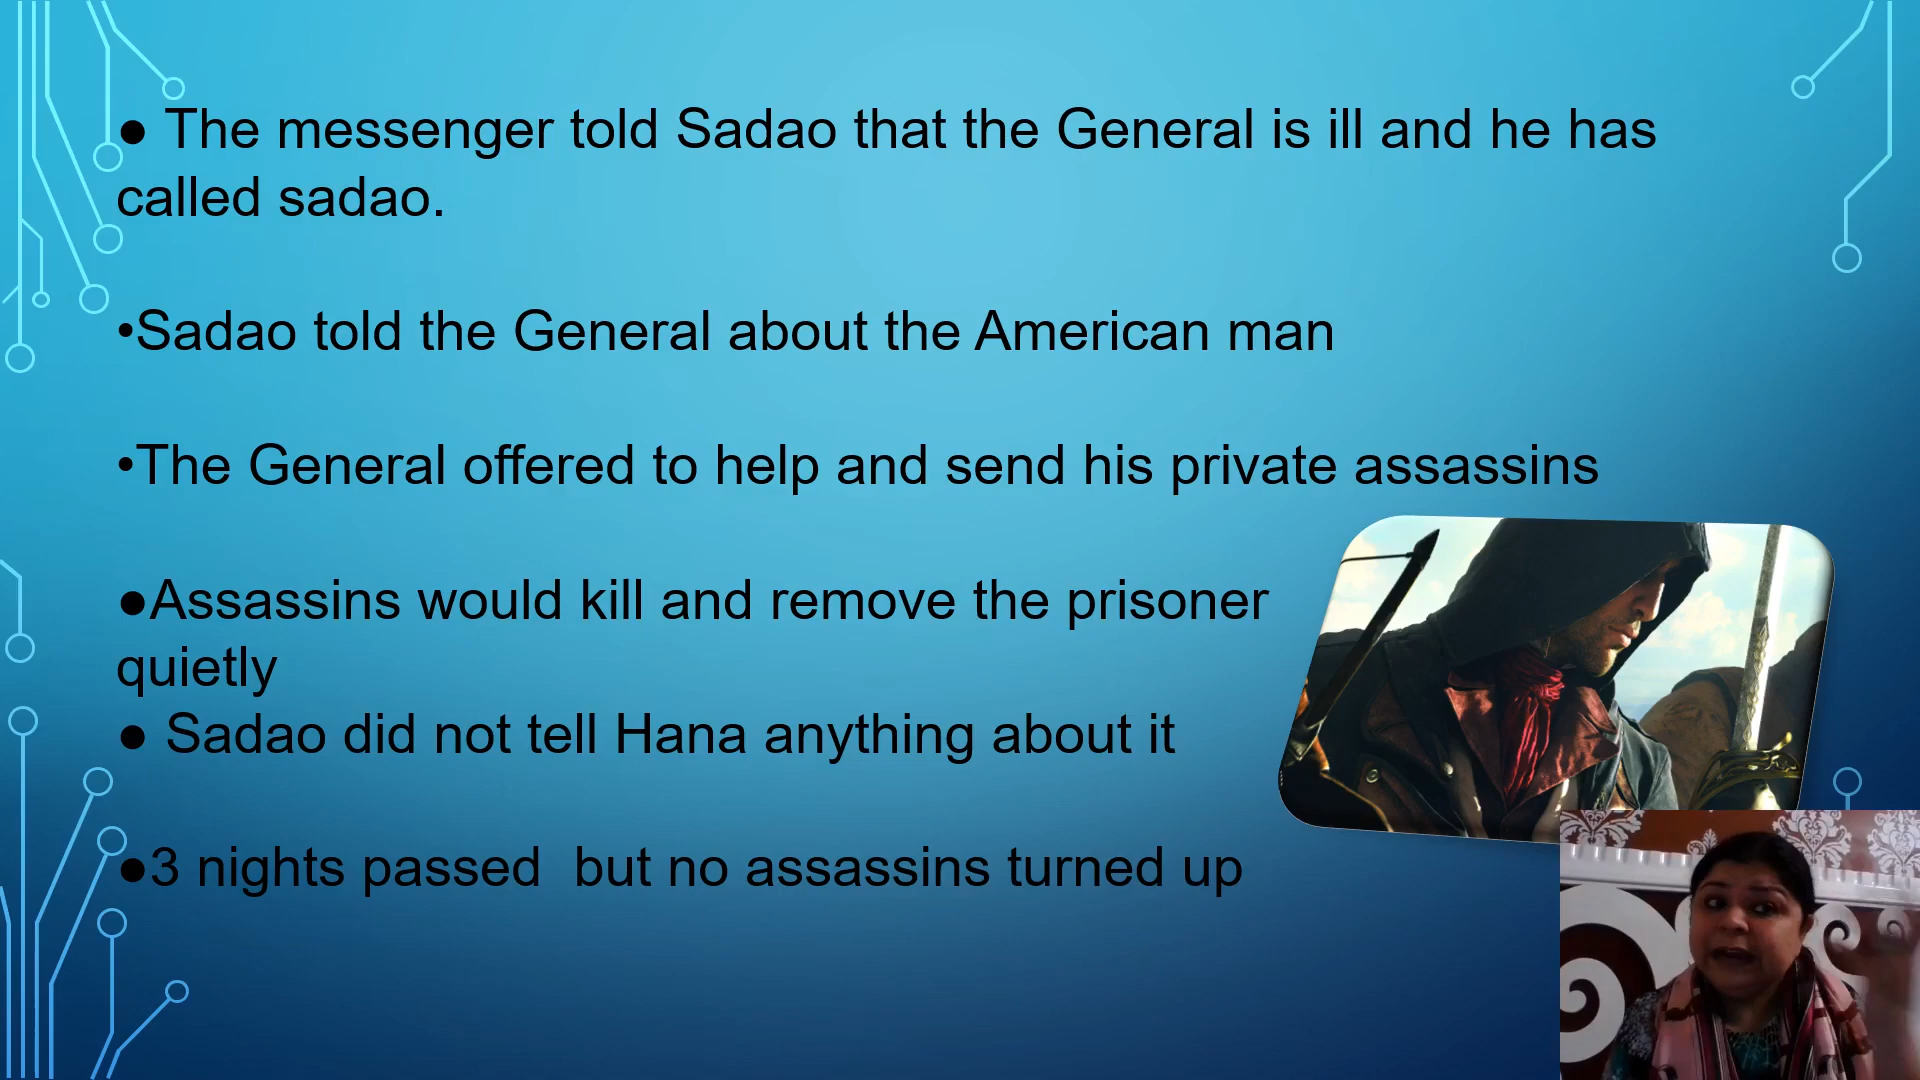 ● The messenger told Sadao that the General is ill and he has
called sadao.
•Sadao told the General about the American man
•The General offered to help and send his private assassins
●Assassins would kill and remove the prisoner
quietly
● Sadao did not tell Hana anything about it
●3 nights passed  but no assassins turned up